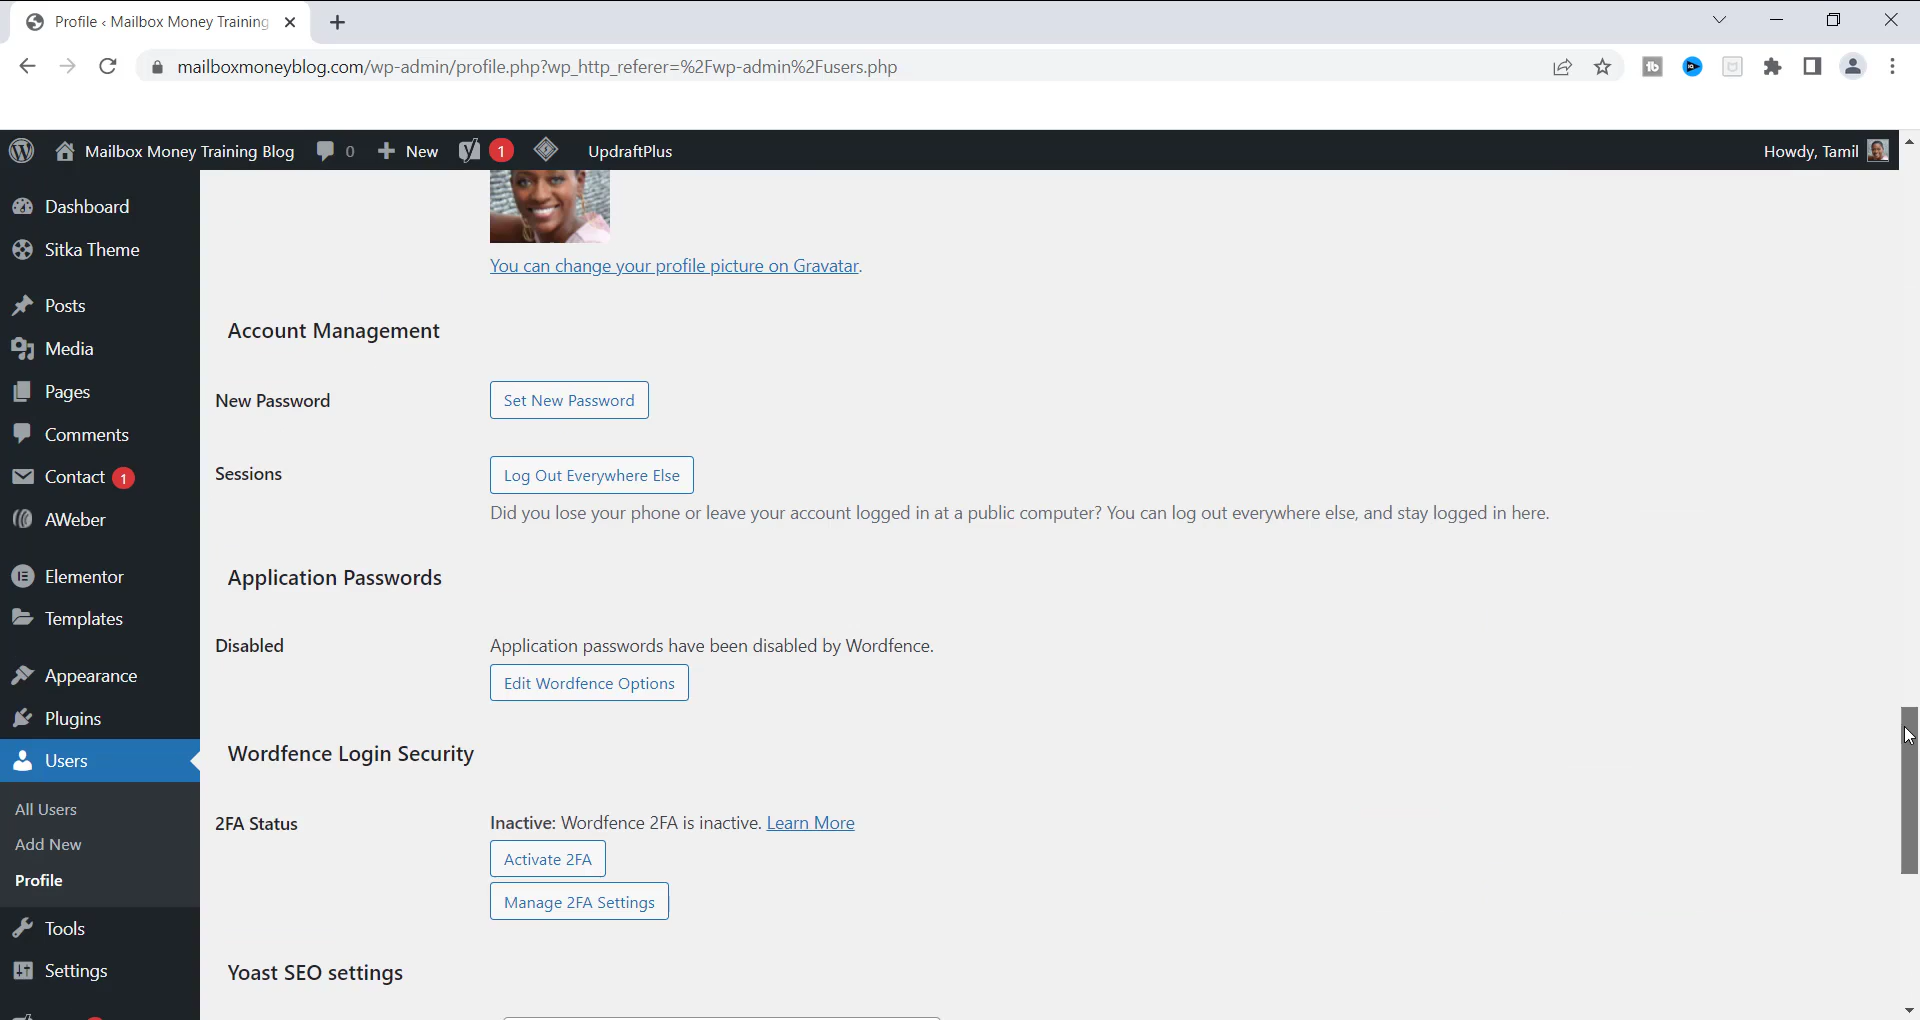 Profile ‹ Mailbox Money Training
mailboxmoneyblog.com/wp-admin/profile.php?wp_http_referer=%2Fwp-admin%2Fusers.php
Mailbox Money Training Blog 0 New 1 UpdraftPlus Howdy, Tamil
Dashboard
Sitka Theme
Posts
Media
Pages
Comments
Contact 1
AWeber
Elementor
Templates
Appearance
Plugins
Users
All Users
Add New
Profile
Tools
Settings
You can change your profile picture on Gravatar.
Account Management
New Password Set New Password
Sessions Log Out Everywhere Else
Did you lose your phone or leave your account logged in at a public computer? You can log out everywhere else, and stay logged in here.
Application Passwords
Disabled Application passwords have been disabled by Wordfence.
Edit Wordfence Options
Wordfence Login Security
2FA Status Inactive: Wordfence 2FA is inactive. Learn More
Activate 2FA
Manage 2FA Settings
Yoast SEO settings